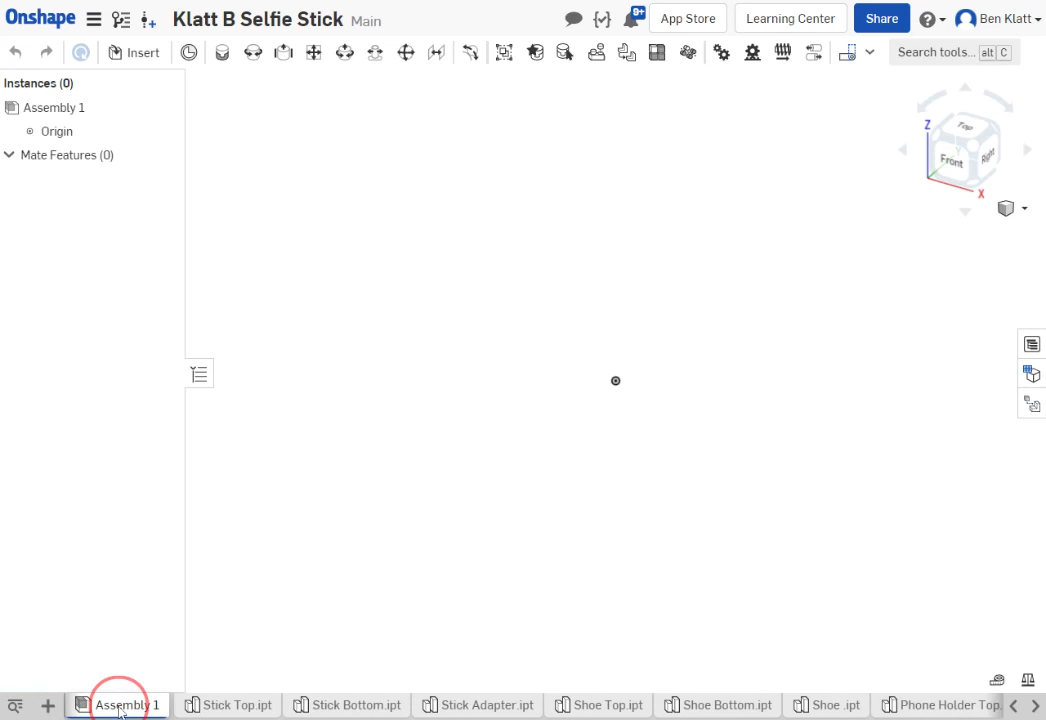 Onshape Klatt B Selfie Stick Main 9+ App Store Learning Center Share Ben Klatt
Insert Search tools... alt C
Instances (0)
Assembly 1
Origin
Mate Features (0)
Z
Top
Front
Right
X
Assembly 1 Stick Top.ipt Stick Bottom.ipt Stick Adapter.ipt Shoe Top.ipt Shoe Bottom.ipt Shoe .ipt Phone Holder Top.